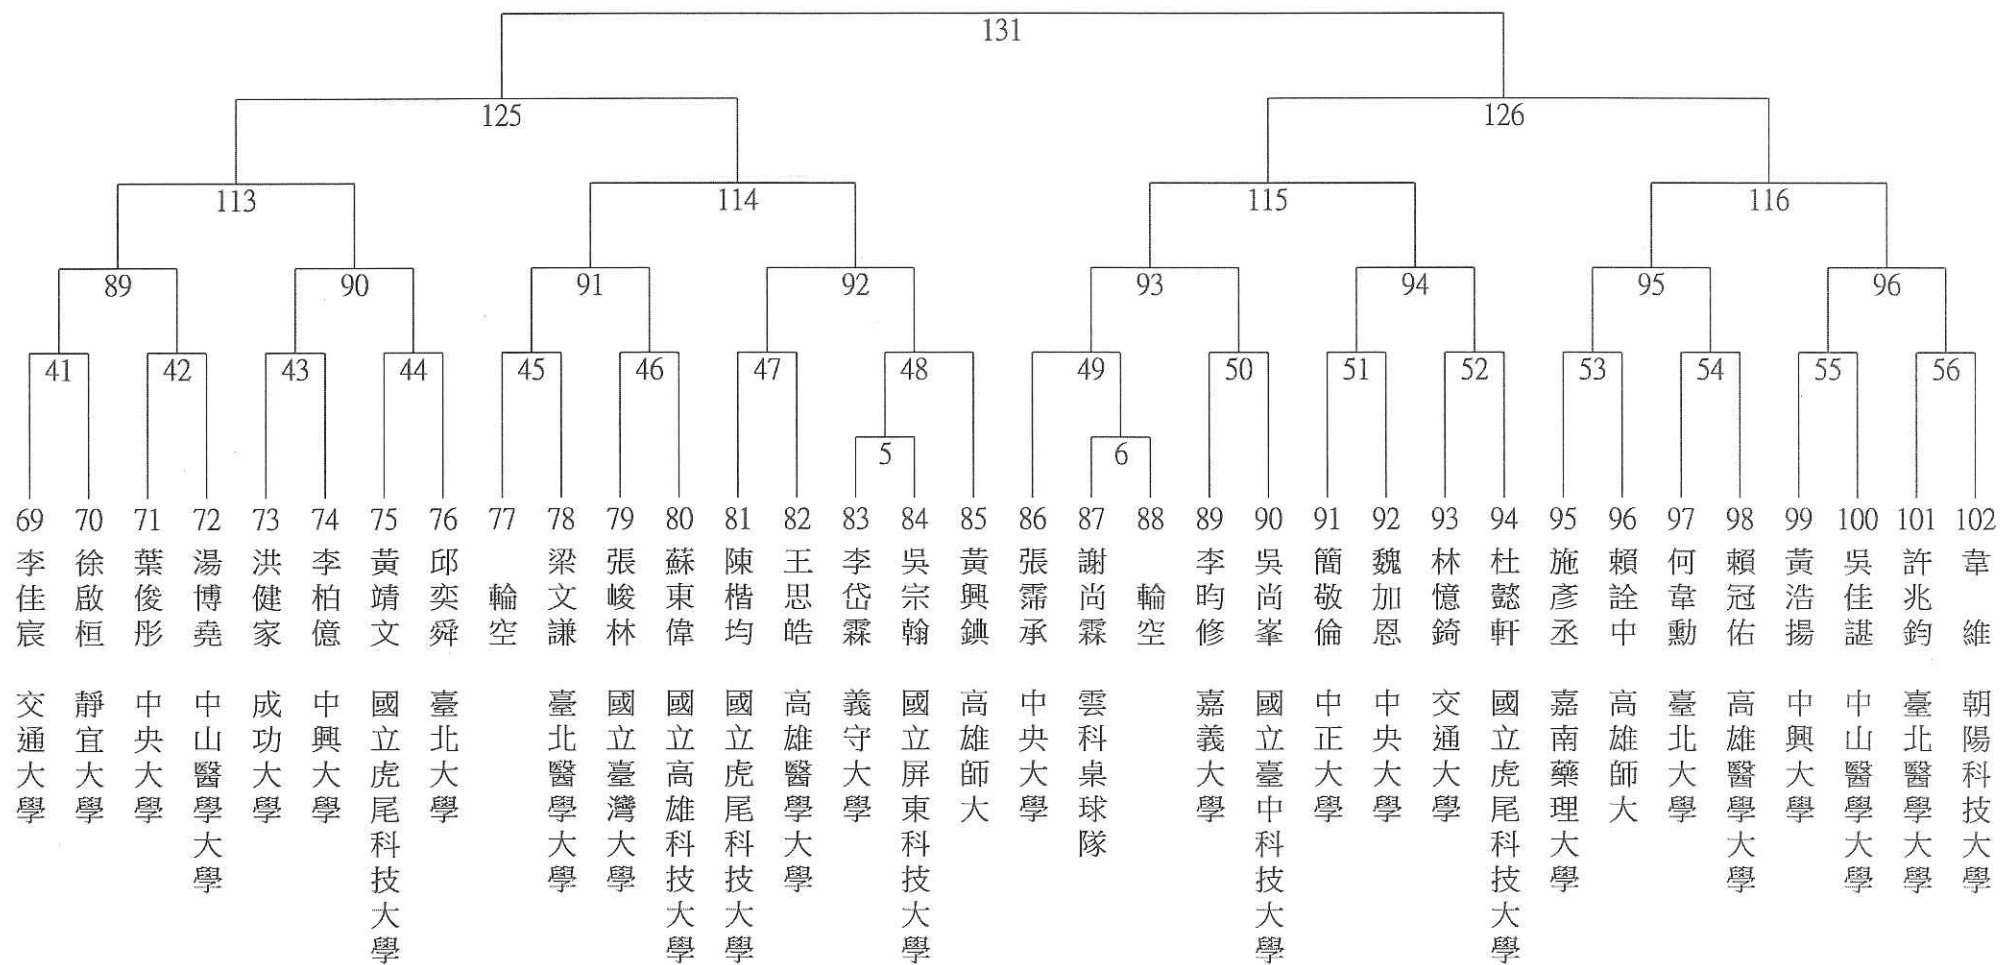 131
125
126
113
114
115
116
89
90
91
92
93
94
95
96
41
42
43
44
45
46
47
48
49
50
51
52
53
54
55
56
5
6
69
李佳宸
交通大學
70
徐啟桓
靜宜大學
71
葉俊彤
中央大學
72
湯博堯
中山醫學大學
73
洪健家
成功大學
74
李柏億
中興大學
75
黃靖文
國立虎尾科技大學
76
邱奕舜
臺北大學
77
輪空
78
梁文謙
臺北醫學大學
79
張峻林
國立臺灣大學
80
蘇東偉
國立高雄科技大學
81
陳楷均
國立虎尾科技大學
82
王思皓
高雄醫學大學
83
李岱霖
義守大學
84
吳宗翰
國立屏東科技大學
85
黃興錪
高雄師大
86
張霈承
中央大學
87
謝尚霖
雲科桌球隊
88
輪空
89
李昀修
嘉義大學
90
吳尚峯
國立臺中科技大學
91
簡敬倫
中正大學
92
魏加恩
中央大學
93
林憶錡
交通大學
94
杜懿軒
國立虎尾科技大學
95
施彥丞
嘉南藥理大學
96
賴詮中
高雄師大
97
何韋勳
臺北大學
98
賴冠佑
高雄醫學大學
99
黃浩揚
中興大學
100
吳佳諶
中山醫學大學
101
許兆鈞
臺北醫學大學
102
韋維
朝陽科技大學